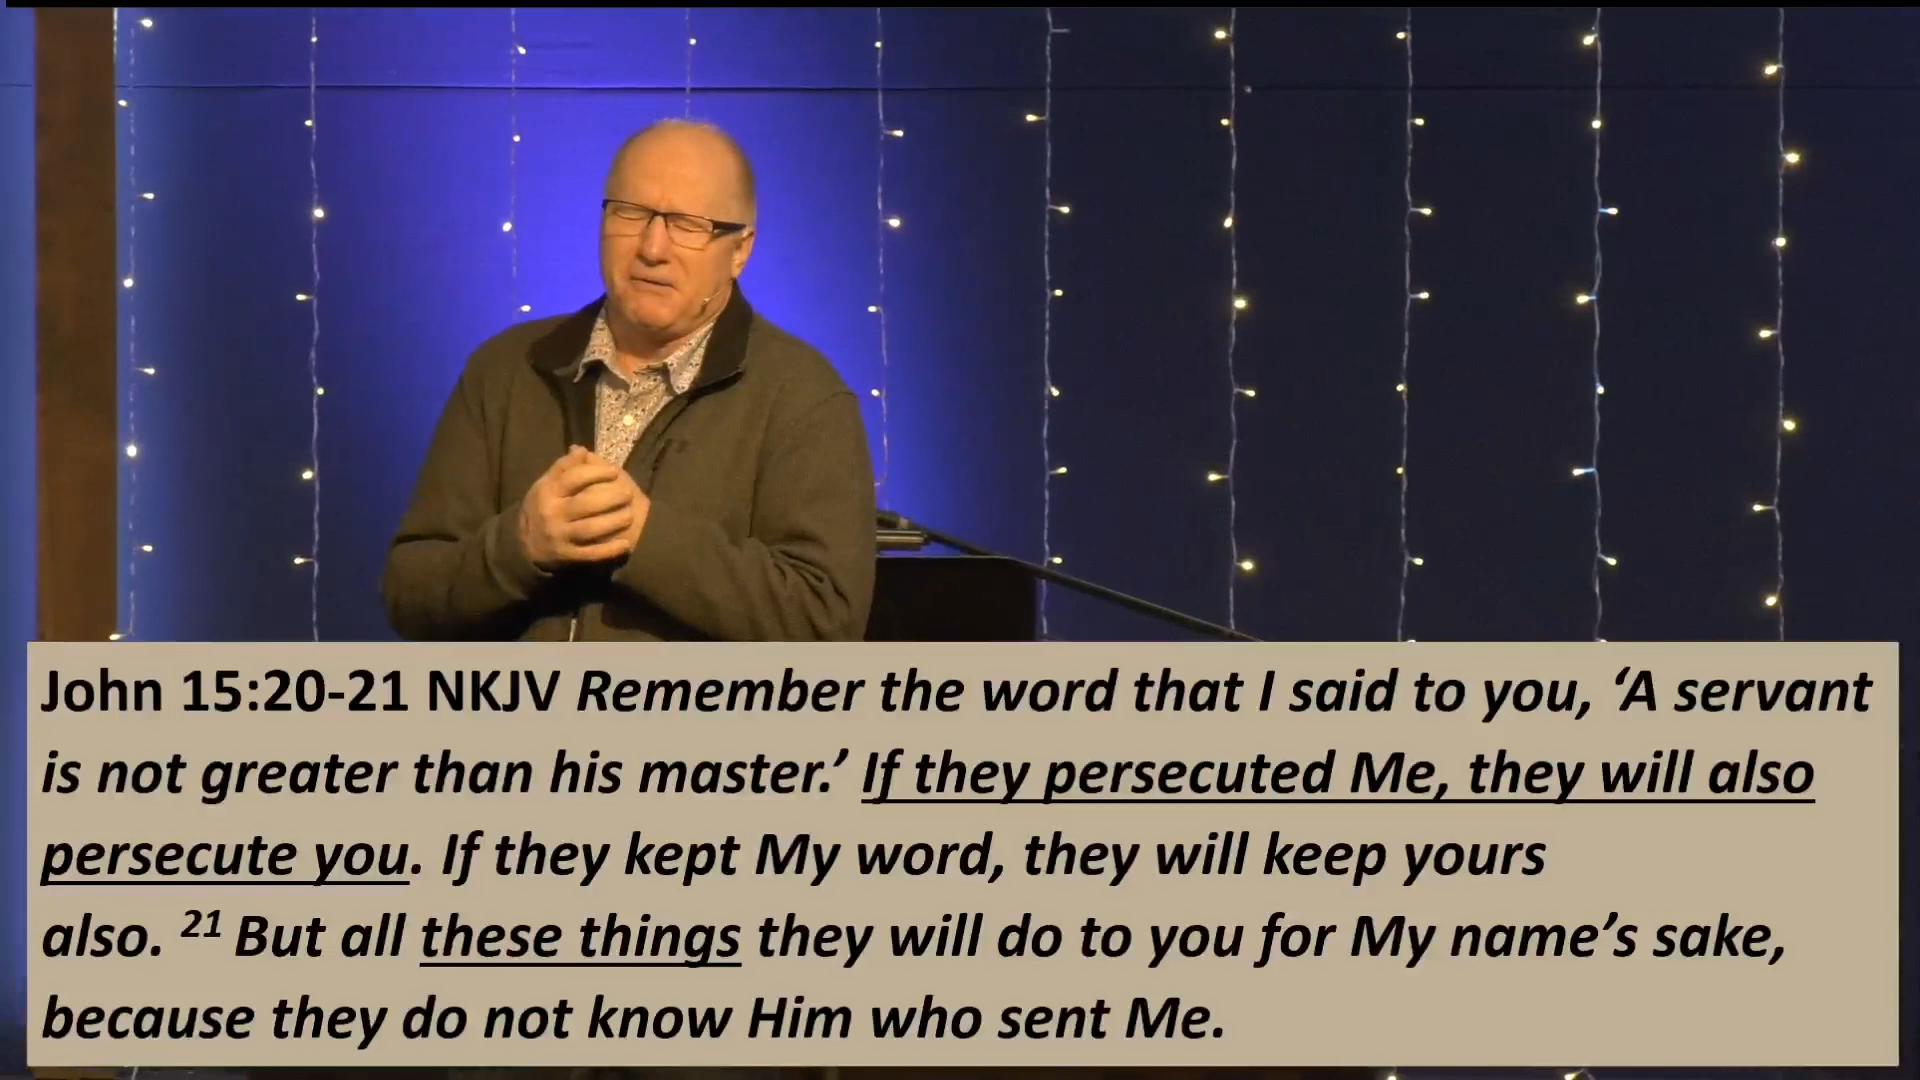 John 15:20-21 NKJV Remember the word that I said to you, ‘A servant
is not greater than his master.’ If they persecuted Me, they will also
persecute you. If they kept My word, they will keep yours
also. 21 But all these things they will do to you for My name’s sake,
because they do not know Him who sent Me.